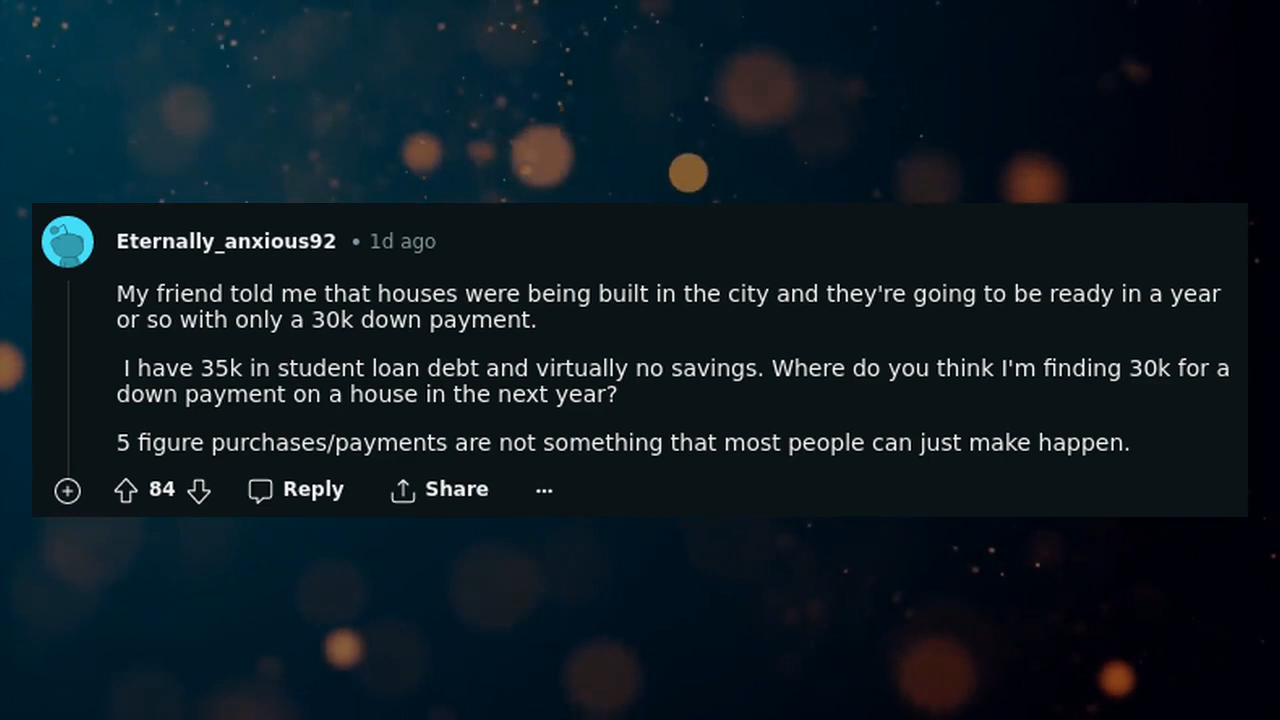 Eternally_anxious92 • 1d ago
My friend told me that houses were being built in the city and they're going to be ready in a year
or so with only a 30k down payment.
I have 35k in student loan debt and virtually no savings. Where do you think I'm finding 30k for a
down payment on a house in the next year?
5 figure purchases/payments are not something that most people can just make happen.
84 Reply Share ...